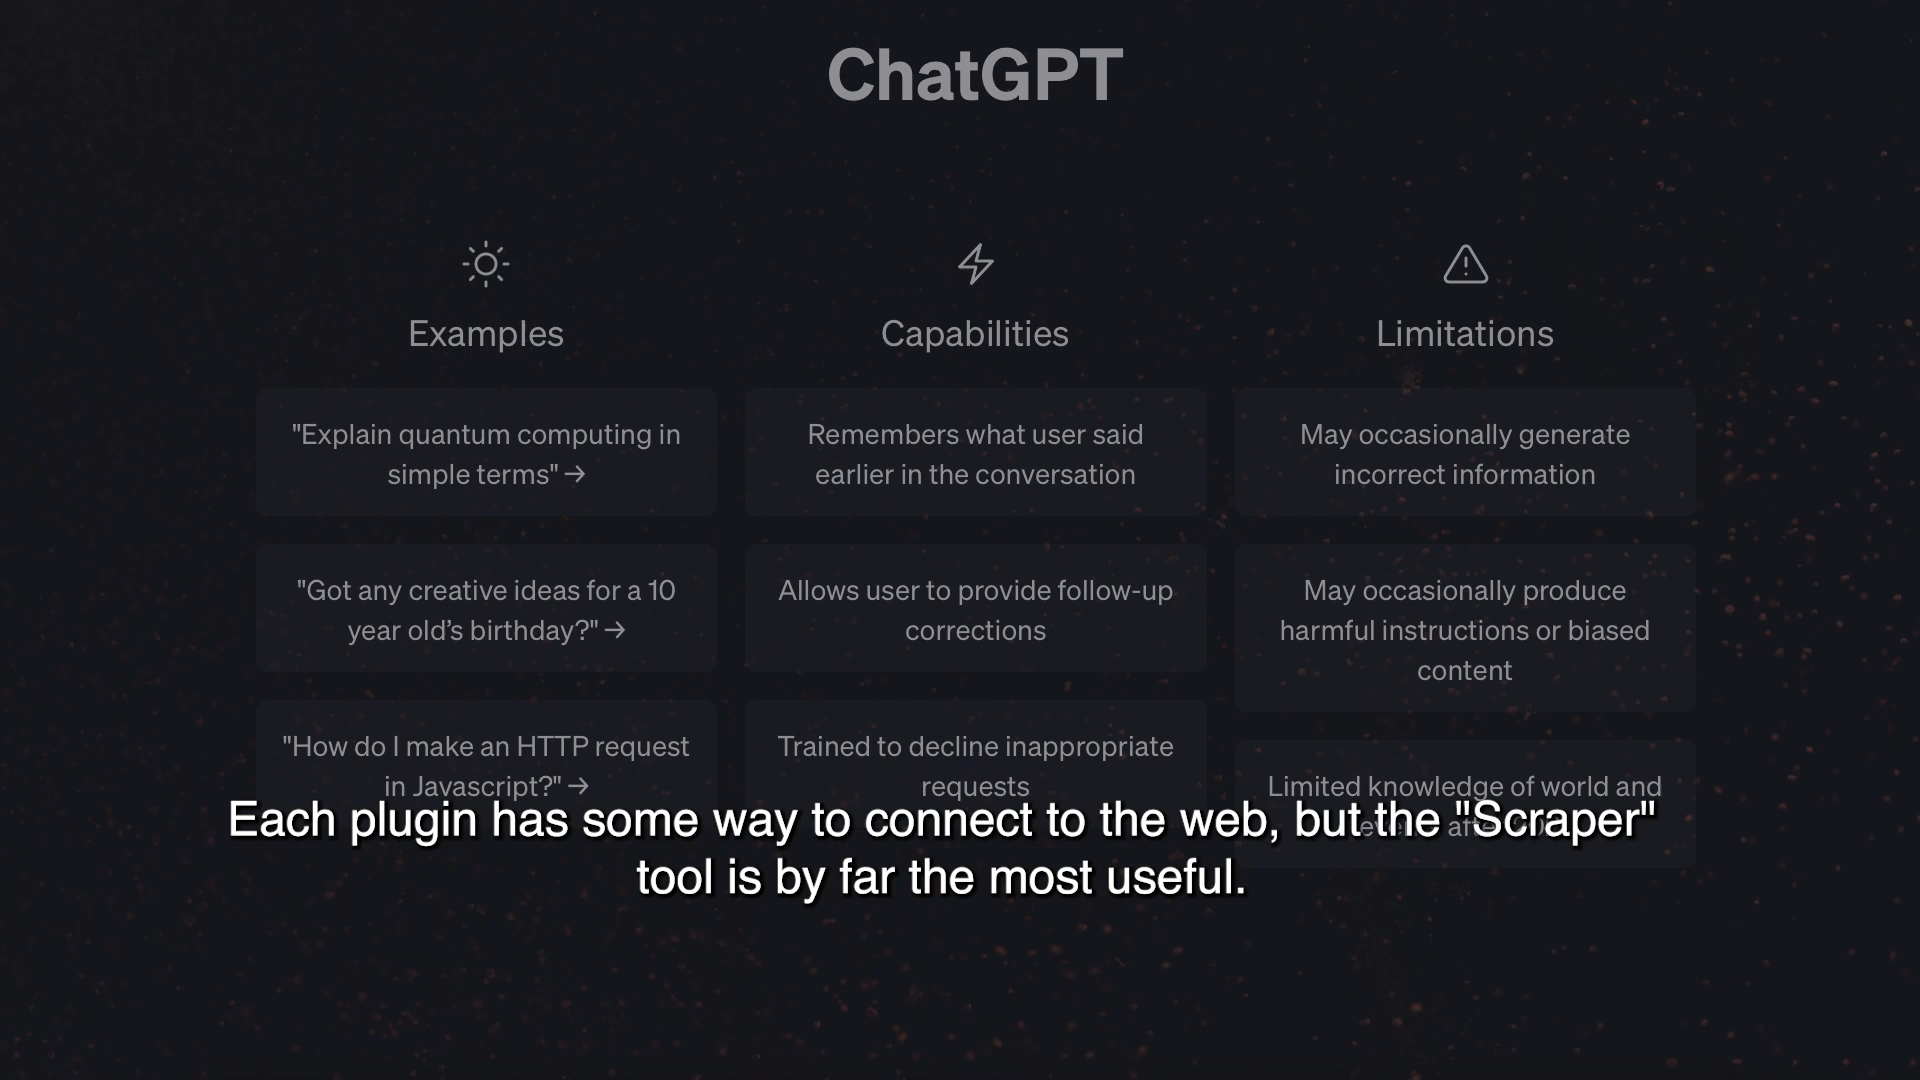 ChatGPT
Examples
Capabilities
Limitations
"Explain quantum computing in
simple terms" →
Remembers what user said
earlier in the conversation
May occasionally generate
incorrect information
"Got any creative ideas for a 10
year old's birthday?" →
Allows user to provide follow-up
corrections
May occasionally produce
harmful instructions or biased
content
"How do I make an HTTP request
in Javascript?" →
Trained to decline inappropriate
requests
Limited knowledge of world and
Each plugin has some way to connect to the web, but the "Scraper"
tool is by far the most useful.